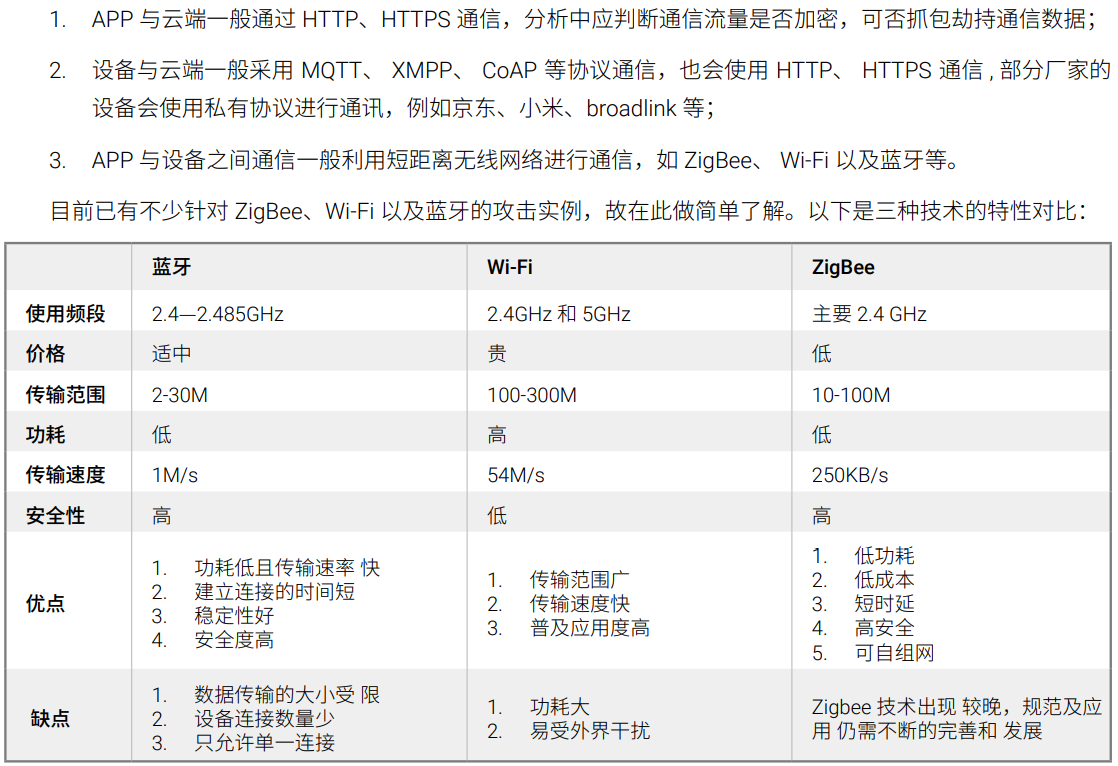 1. APP 与云端一般通过 HTTP、HTTPS 通信，分析中应判断通信流量是否加密，可否抓包劫持通信数据；
2. 设备与云端一般采用 MQTT、 XMPP、 CoAP 等协议通信，也会使用 HTTP、 HTTPS 通信 , 部分厂家的
设备会使用私有协议进行通讯，例如京东、小米、broadlink 等；
3. APP 与设备之间通信一般利用短距离无线网络进行通信，如 ZigBee、 Wi-Fi 以及蓝牙等。
目前已有不少针对 ZigBee、Wi-Fi 以及蓝牙的攻击实例，故在此做简单了解。以下是三种技术的特性对比：
蓝牙 Wi-Fi ZigBee
使用频段 2.4—2.485GHz 2.4GHz 和 5GHz 主要 2.4 GHz
价格 适中 贵 低
传输范围 2-30M 100-300M 10-100M
功耗 低 高 低
传输速度 1M/s 54M/s 250KB/s
安全性 高 低 高
优点
1. 功耗低且传输速率 快
2. 建立连接的时间短
3. 稳定性好
4. 安全度高
1. 传输范围广
2. 传输速度快
3. 普及应用度高
1. 低功耗
2. 低成本
3. 短时延
4. 高安全
5. 可自组网
缺点
1. 数据传输的大小受 限
2. 设备连接数量少
3. 只允许单一连接
1. 功耗大
2. 易受外界干扰
Zigbee 技术出现 较晚，规范及应
用 仍需不断的完善和 发展